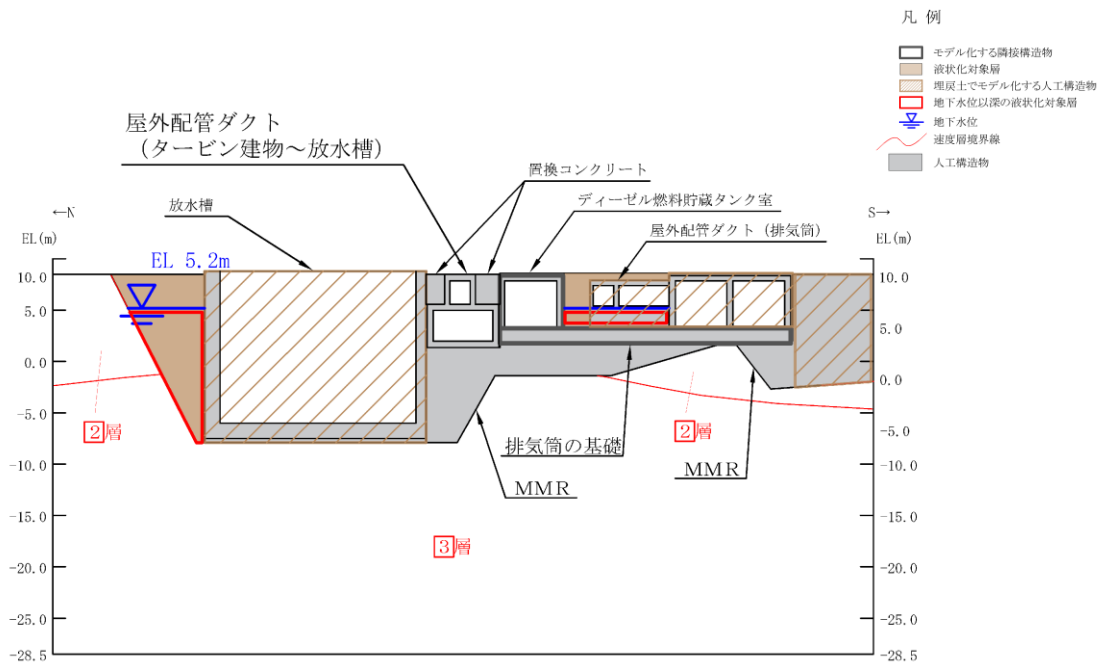 凡 例
モデル化する隣接構造物
液状化対象層
埋戻土でモデル化する人工構造物
地下水位以深の液状化対象層
地下水位
速度層境界線
人工構造物
屋外配管ダクト
(タービン建物～放水槽)
置換コンクリート
放水槽
ディーゼル燃料貯蔵タンク室
屋外配管ダクト(排気筒)
←N
S→
EL(m)
EL(m)
EL 5.2m
10.0
10.0
5.0
5.0
0.0
0.0
-5.0
-5.0
-10.0
-10.0
-15.0
-15.0
-20.0
-20.0
-25.0
-25.0
-28.5
-28.5
2層
2層
排気筒の基礎
MMR
MMR
3層